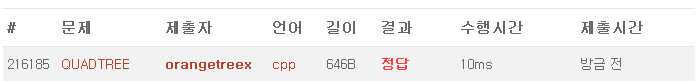 # 문제 제출자 언어 길이 결과 수행시간 제출시간
216185 QUADTREE orangetreex cpp 646B 정답 10ms 방금 전